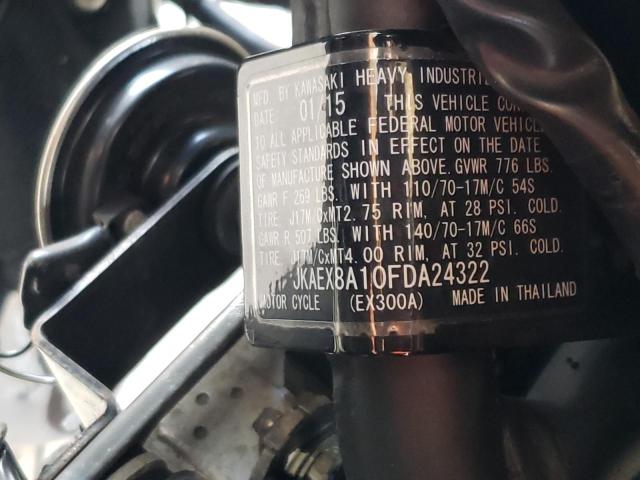 MFD. BY KAWASAKI HEAVY INDUSTRIE
DATE: 01/15 THIS VEHICLE CON
TO ALL APPLICABLE FEDERAL MOTOR VEHICLE
SAFETY STANDARDS IN EFFECT ON THE DATE
OF MANUFACTURE SHOWN ABOVE. GVWR 776 LBS.
GAWR F 269 LBS. WITH 110/70-17M/C 54S
TIRE, J17M/CxMT2.75 RIM, AT 28 PSI. COLD.
GAWR R 507 LBS. WITH 140/70-17M/C 66S
TIRE, J17M/CxMT4.00 RIM, AT 32 PSI. COLD.
JKAEX8A10FDA24322
MOTOR CYCLE (EX300A) MADE IN THAILAND